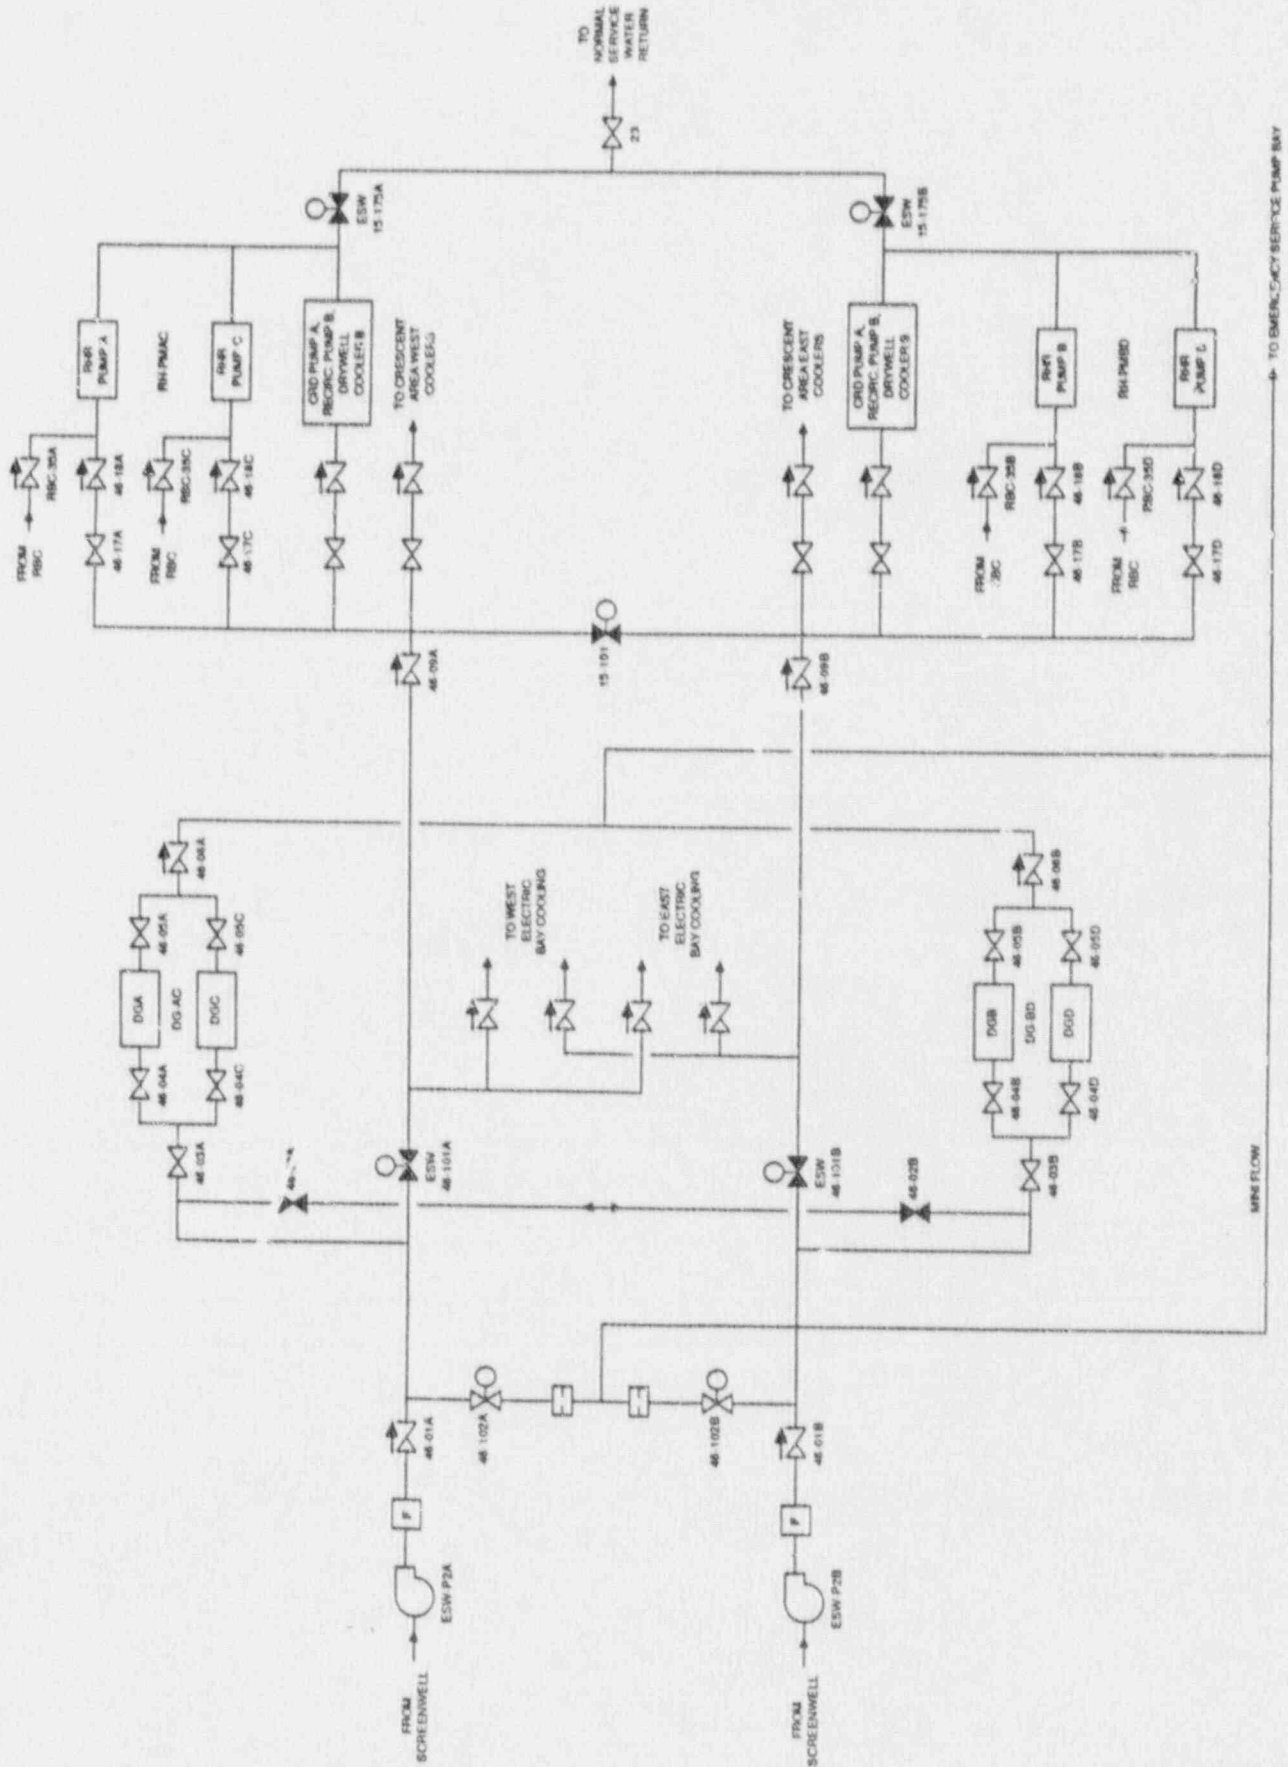 TO
NORMAL
SERVICE
WATER
RETURN
23
ESW
15-175A
ESW
15-175B
RHR
PUMP A
RH-PMAC
RHR
PUMP C
CRD PUMP A,
RECIRC. PUMP B,
DRYWELL
COOLER B
TO CRESCENT
AREA WEST
COOLERS
TO CRESCENT
AREA EAST
COOLERS
CRD PUMP A,
RECIRC. PUMP B,
DRYWELL
COOLER S
RHR
PUMP B
RH-PMBD
RHR
PUMP
RBC-35A
46-18A
RBC-35C
46-18C
RBC-35B
46-18B
RBC-35D
46-18D
FROM
RBC
46-17A
FROM
RBC
46-17C
FROM
46-17B
FROM
RBC
46-17D
15-101
46-09A
46-09B
TO EMERGENCY SERVICE PUMP BAY
46-06A
46-06B
46-05A
46-05C
46-05B
46-05D
DGA
DG-AC
DGC
TO WEST
ELECTRIC
BAY COOLING
TO EAST
ELECTRIC
BAY COOLING
DGB
DG-BD
DGD
46-04A
46-04C
46-04B
46-04D
46-03A
ESW
46-101A
ESW
46-101B
46-02B
46-03B
MINI FLOW
46-01A
46-102A
46-102B
46-01B
F
F
ESW-P2A
ESW-P2B
FROM
SCREENWELL
FROM
SCREENWELL